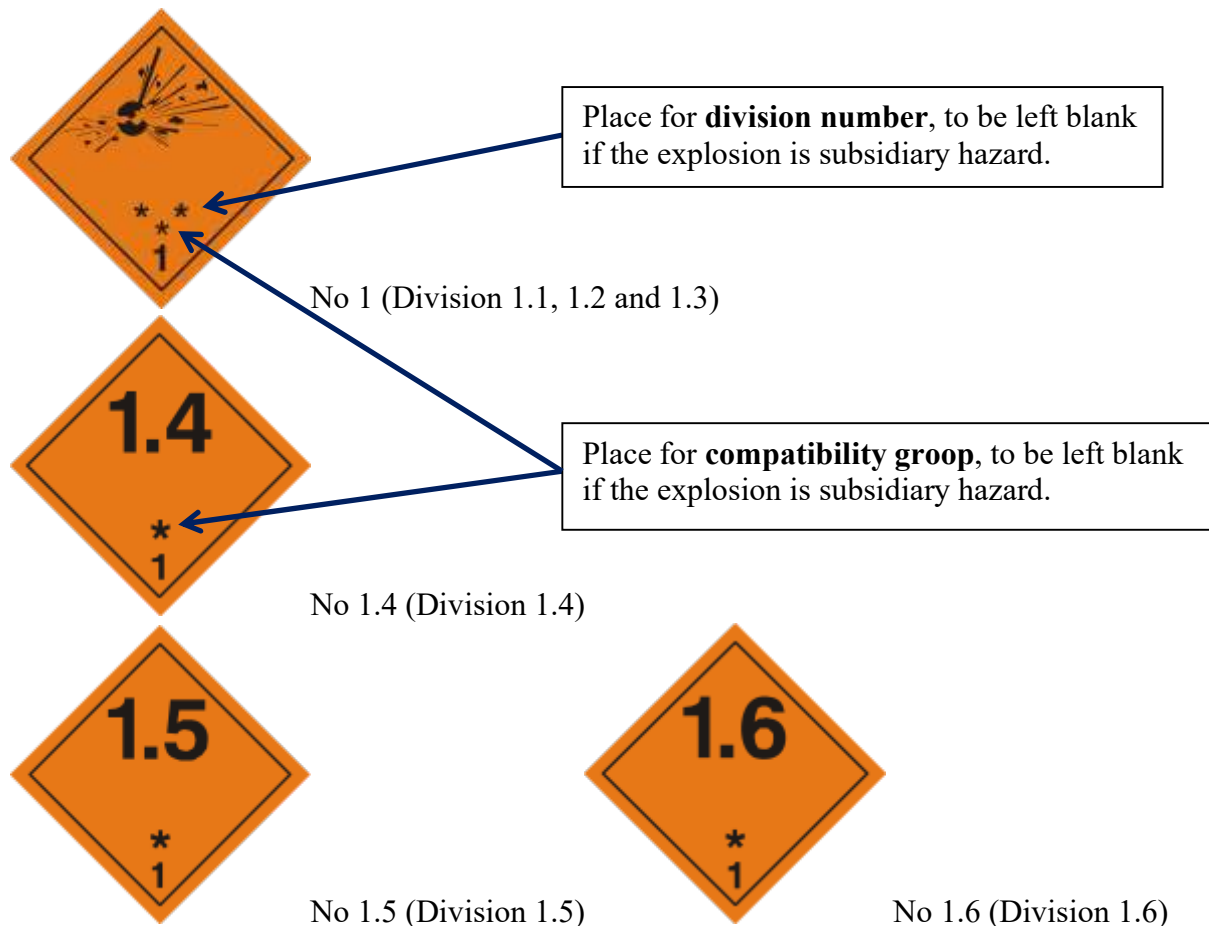 Place for division number, to be left blank
if the explosion is subsidiary hazard.
* *
*
1
No 1 (Division 1.1, 1.2 and 1.3)
1.4
Place for compatibility groop, to be left blank
if the explosion is subsidiary hazard.
*
1
No 1.4 (Division 1.4)
1.5
*
1
No 1.5 (Division 1.5)
1.6
*
1
No 1.6 (Division 1.6)